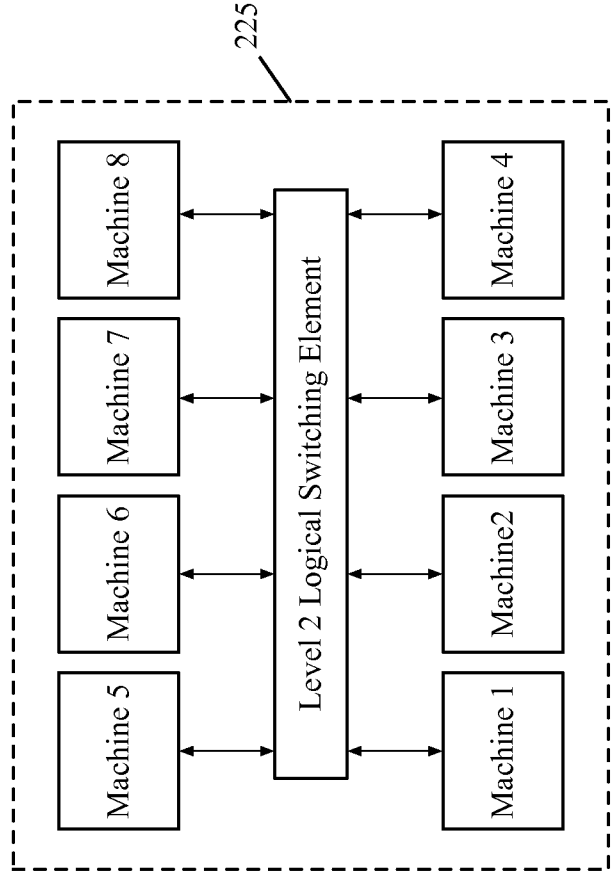 225
Machine 5
Machine 6
Machine 7
Machine 8
Level 2 Logical Switching Element
Machine 1
Machine2
Machine 3
Machine 4